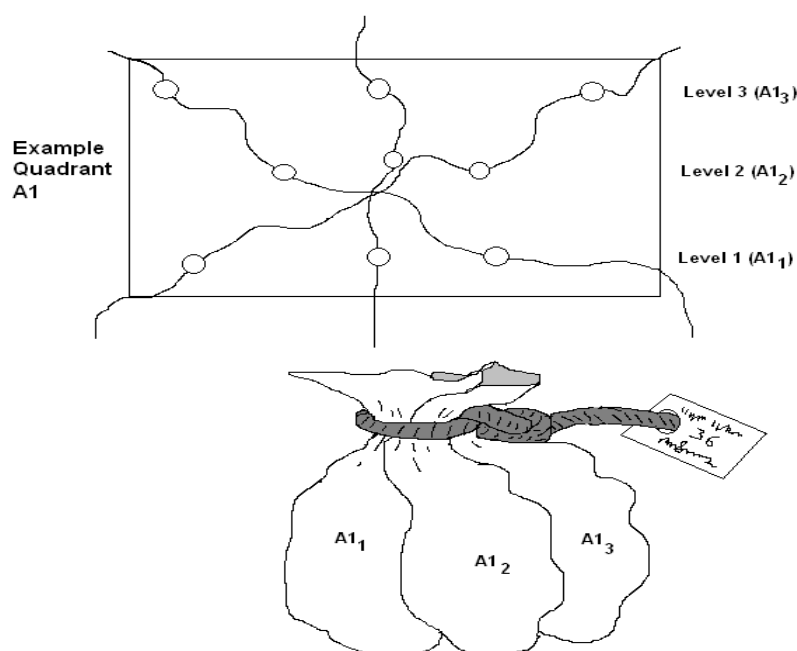 Level 3 (A1₃)
Example
Quadrant
A1
Level 2 (A1₂)
Level 1 (A1₁)
36
A1₁
A1₂
A1₃